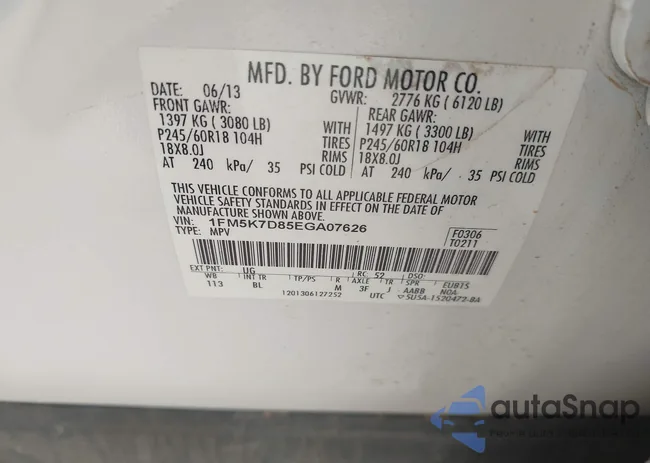 MFD. BY FORD MOTOR CO.
DATE: 06/13 GVWR: 2776 KG ( 6120 LB)
FRONT GAWR: REAR GAWR:
1397 KG ( 3080 LB) WITH 1497 KG ( 3300 LB) WITH
P245/60R18 104H TIRES P245/60R18 104H TIRES
18X8.0J RIMS 18X8.0J RIMS
AT 240 kPa/ 35 PSI COLD AT 240 kPa/ 35 PSI COLD
THIS VEHICLE CONFORMS TO ALL APPLICABLE FEDERAL MOTOR
VEHICLE SAFETY STANDARDS IN EFFECT ON THE DATE OF
MANUFACTURE SHOWN ABOVE.
VIN: 1FM5K7D85EGA07626 F0306
TYPE: MPV T0211
EXT PNT: UG RC: 52 DSO:
WB INT TR TP/PS R AXLE TR SPR EUBTS
113 BL M 3F J AABB NOA
1201306127252 UTC 5U5A-1520472-BA
autoSnap